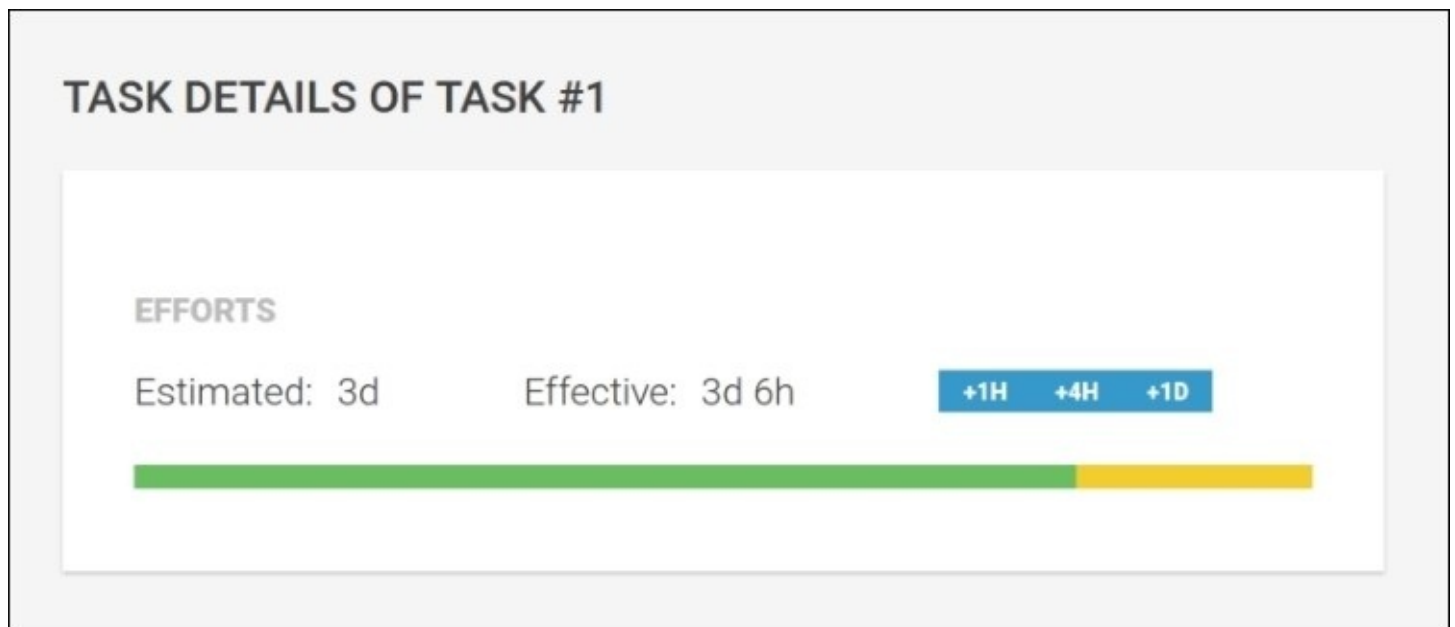 TASK DETAILS OF TASK #1
EFFORTS
Estimated: 3d Effective: 3d 6h +1H +4H +1D